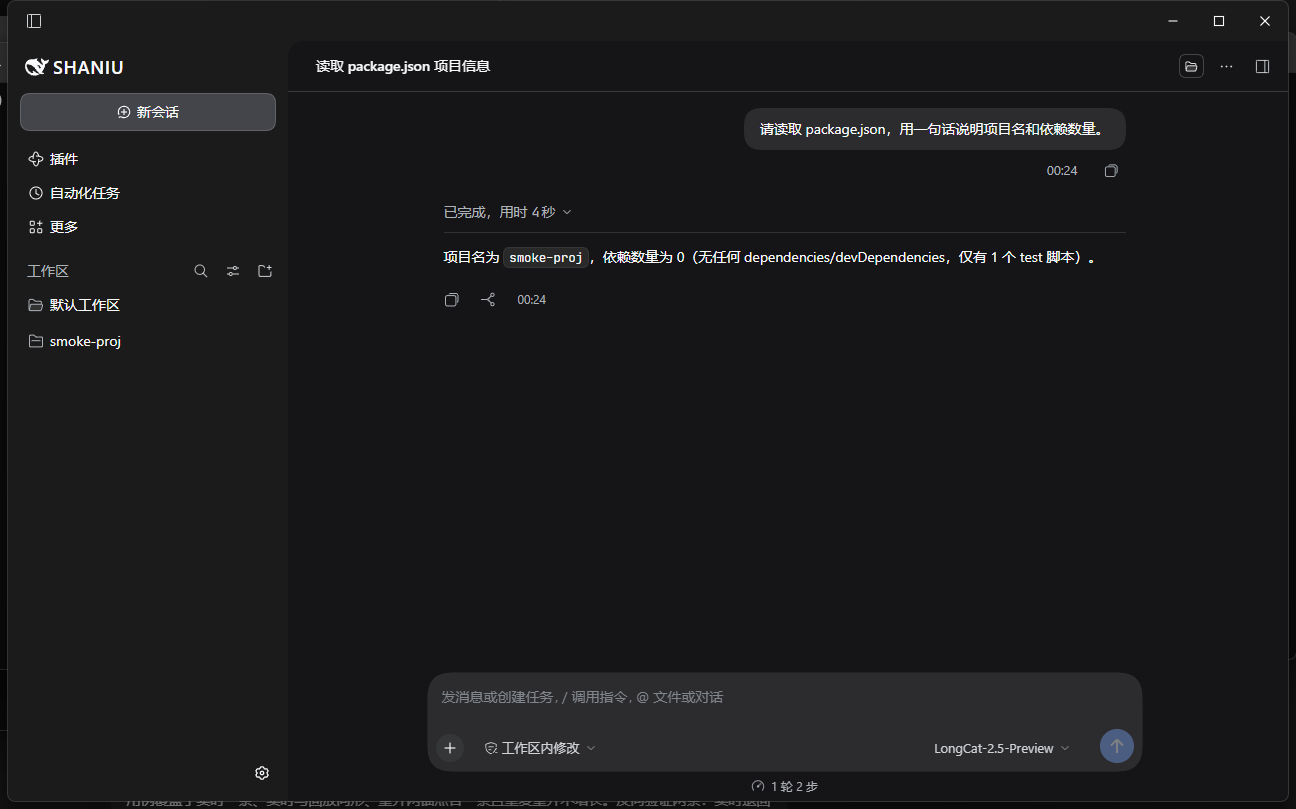 SHANIU
新会话
插件
自动化任务
更多
工作区
默认工作区
smoke-proj
读取 package.json 项目信息
请读取 package.json，用一句话说明项目名和依赖数量。
00:24
已完成，用时 4秒
项目名为 smoke-proj，依赖数量为 0（无任何 dependencies/devDependencies，仅有 1 个 test 脚本）。
00:24
发消息或创建任务, / 调用指令, @ 文件或对话
工作区内修改
LongCat-2.5-Preview
1 轮 2 步